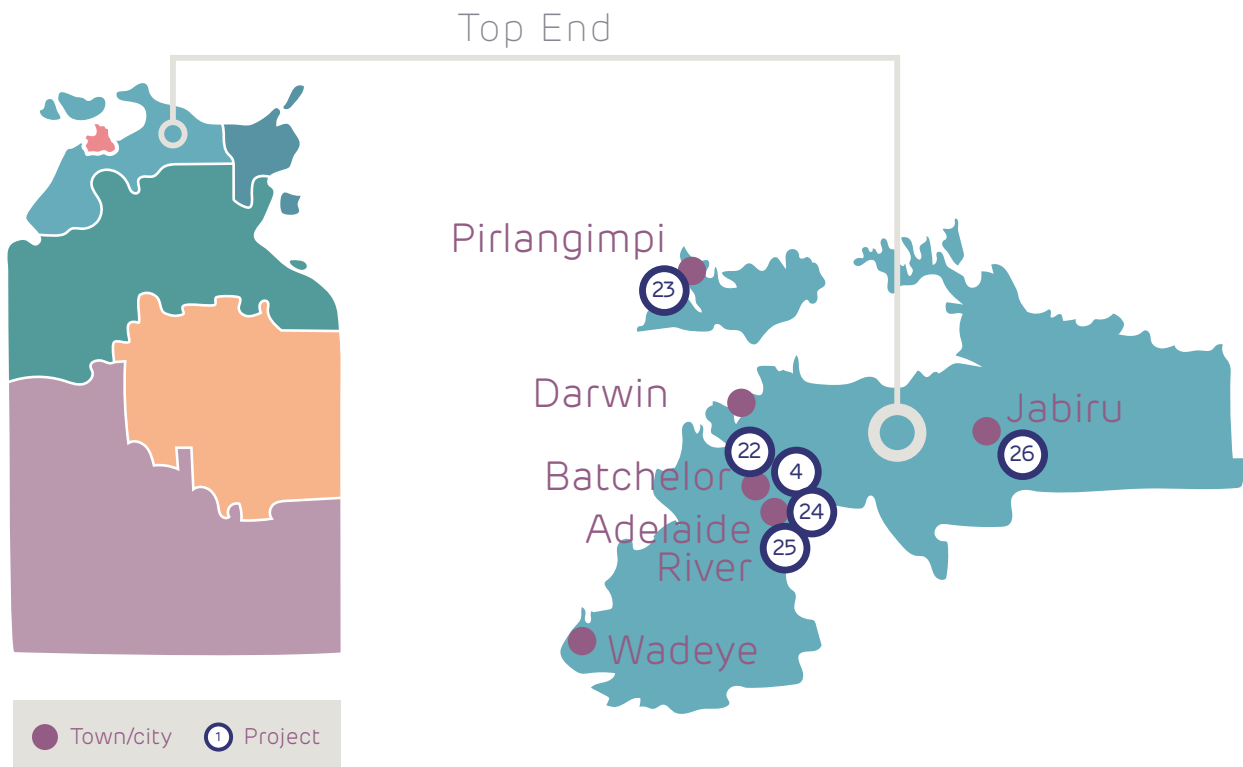 Top End
Pirlangimpi
23
Darwin
Jabiru
22
26
4
Batchelor
24
Adelaide
River
25
Wadeye
Town/city
1
Project